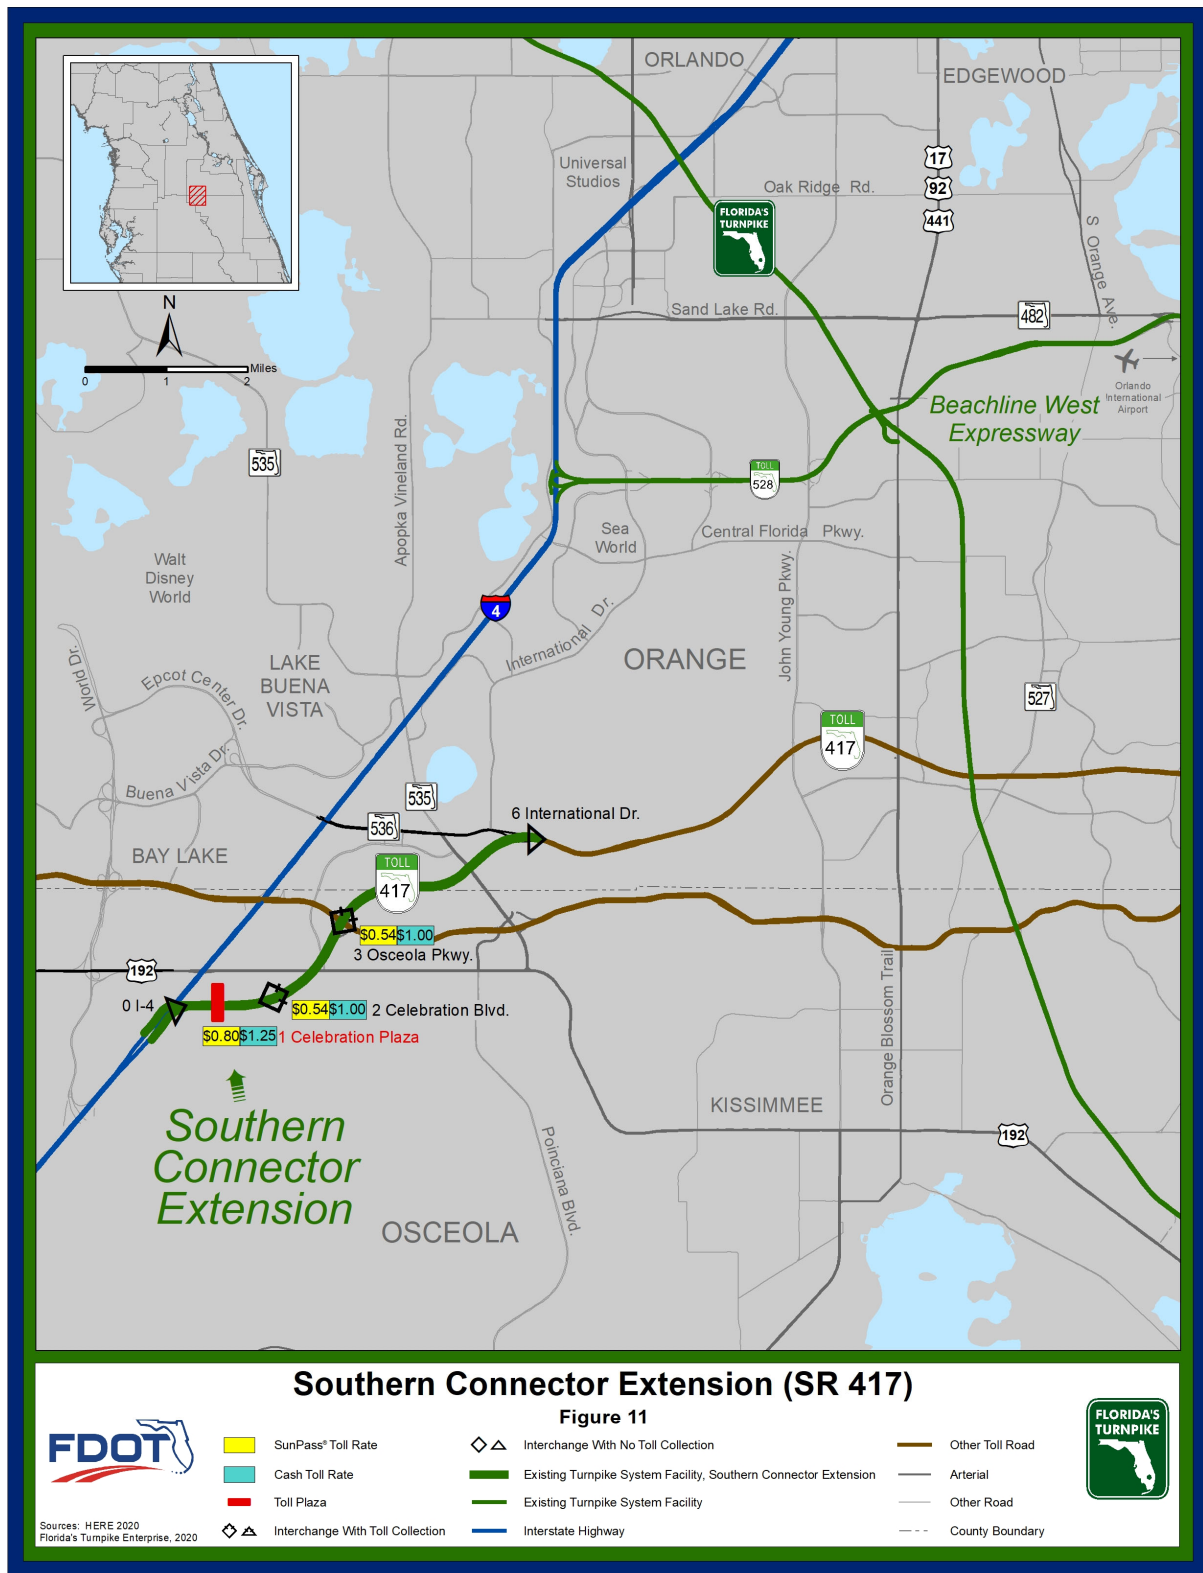 ORLANDO
EDGEWOOD
17
92
441
Universal
Studios
Oak Ridge Rd.
FLORIDA'S
TURNPIKE
S Orange Ave.
N
Sand Lake Rd.
482
0 1 2 Miles
Orlando
International
Airport
Beachline West
Expressway
535
Apopka Vineland Rd.
TOLL
528
Sea
World
Central Florida Pkwy.
Walt
Disney
World
John Young Pkwy.
4
International Dr.
ORANGE
World Dr.
Epcot Center Dr.
LAKE
BUENA
VISTA
527
TOLL
417
Buena Vista Dr.
535
6 International Dr.
536
BAY LAKE
TOLL
417
$0.54 $1.00
3 Osceola Pkwy.
192
0 I-4
$0.54 $1.00 2 Celebration Blvd.
$0.80 $1.25 1 Celebration Plaza
Orange Blossom Trail
Southern
Connector
Extension
KISSIMMEE
192
Poinciana Blvd.
OSCEOLA
Southern Connector Extension (SR 417)
Figure 11
FDOT
SunPass® Toll Rate
Cash Toll Rate
Toll Plaza
Interchange With Toll Collection
Interchange With No Toll Collection
Existing Turnpike System Facility, Southern Connector Extension
Existing Turnpike System Facility
Interstate Highway
Other Toll Road
Arterial
Other Road
County Boundary
FLORIDA'S
TURNPIKE
Sources: HERE 2020
Florida's Turnpike Enterprise, 2020